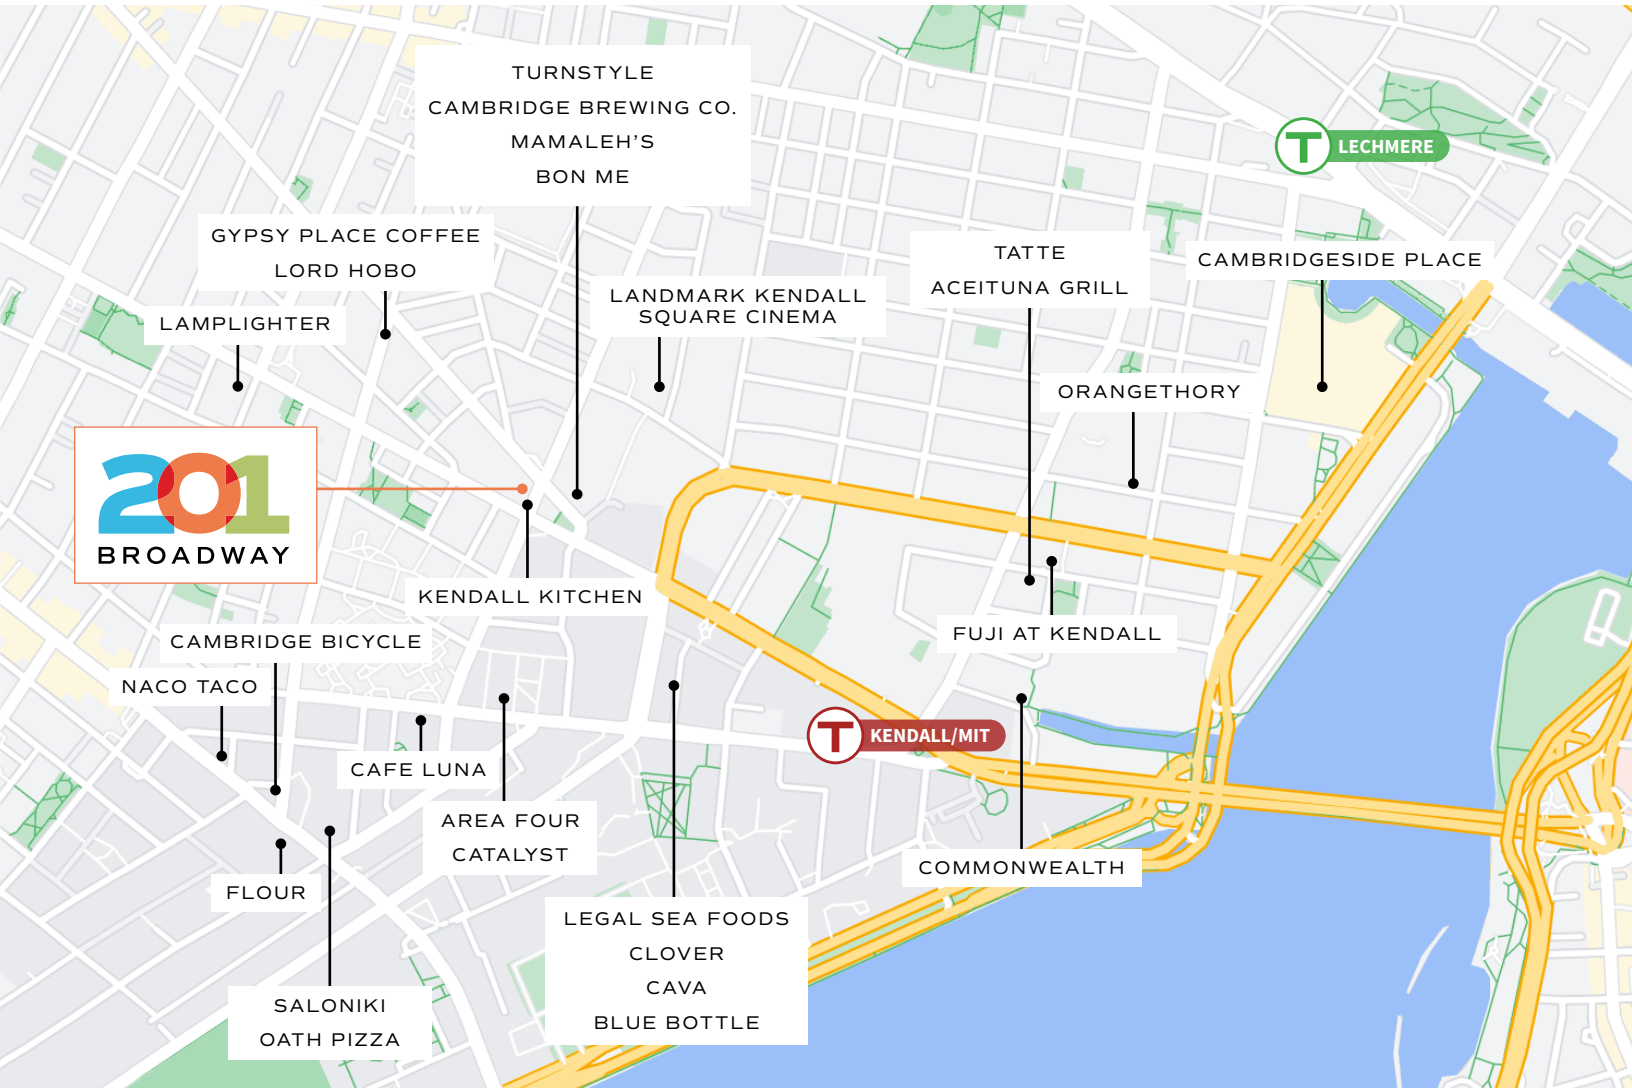 TURNSTYLE
CAMBRIDGE BREWING CO.
MAMALEH'S
BON ME
T LECHMERE
GYPSY PLACE COFFEE
LORD HOBO
TATTE
ACEITUNA GRILL
CAMBRIDGESIDE PLACE
LANDMARK KENDALL
SQUARE CINEMA
LAMPLIGHTER
ORANGETHORY
201
BROADWAY
KENDALL KITCHEN
FUJI AT KENDALL
CAMBRIDGE BICYCLE
NACO TACO
T KENDALL/MIT
CAFE LUNA
AREA FOUR
CATALYST
COMMONWEALTH
FLOUR
LEGAL SEA FOODS
CLOVER
CAVA
BLUE BOTTLE
SALONIKI
OATH PIZZA